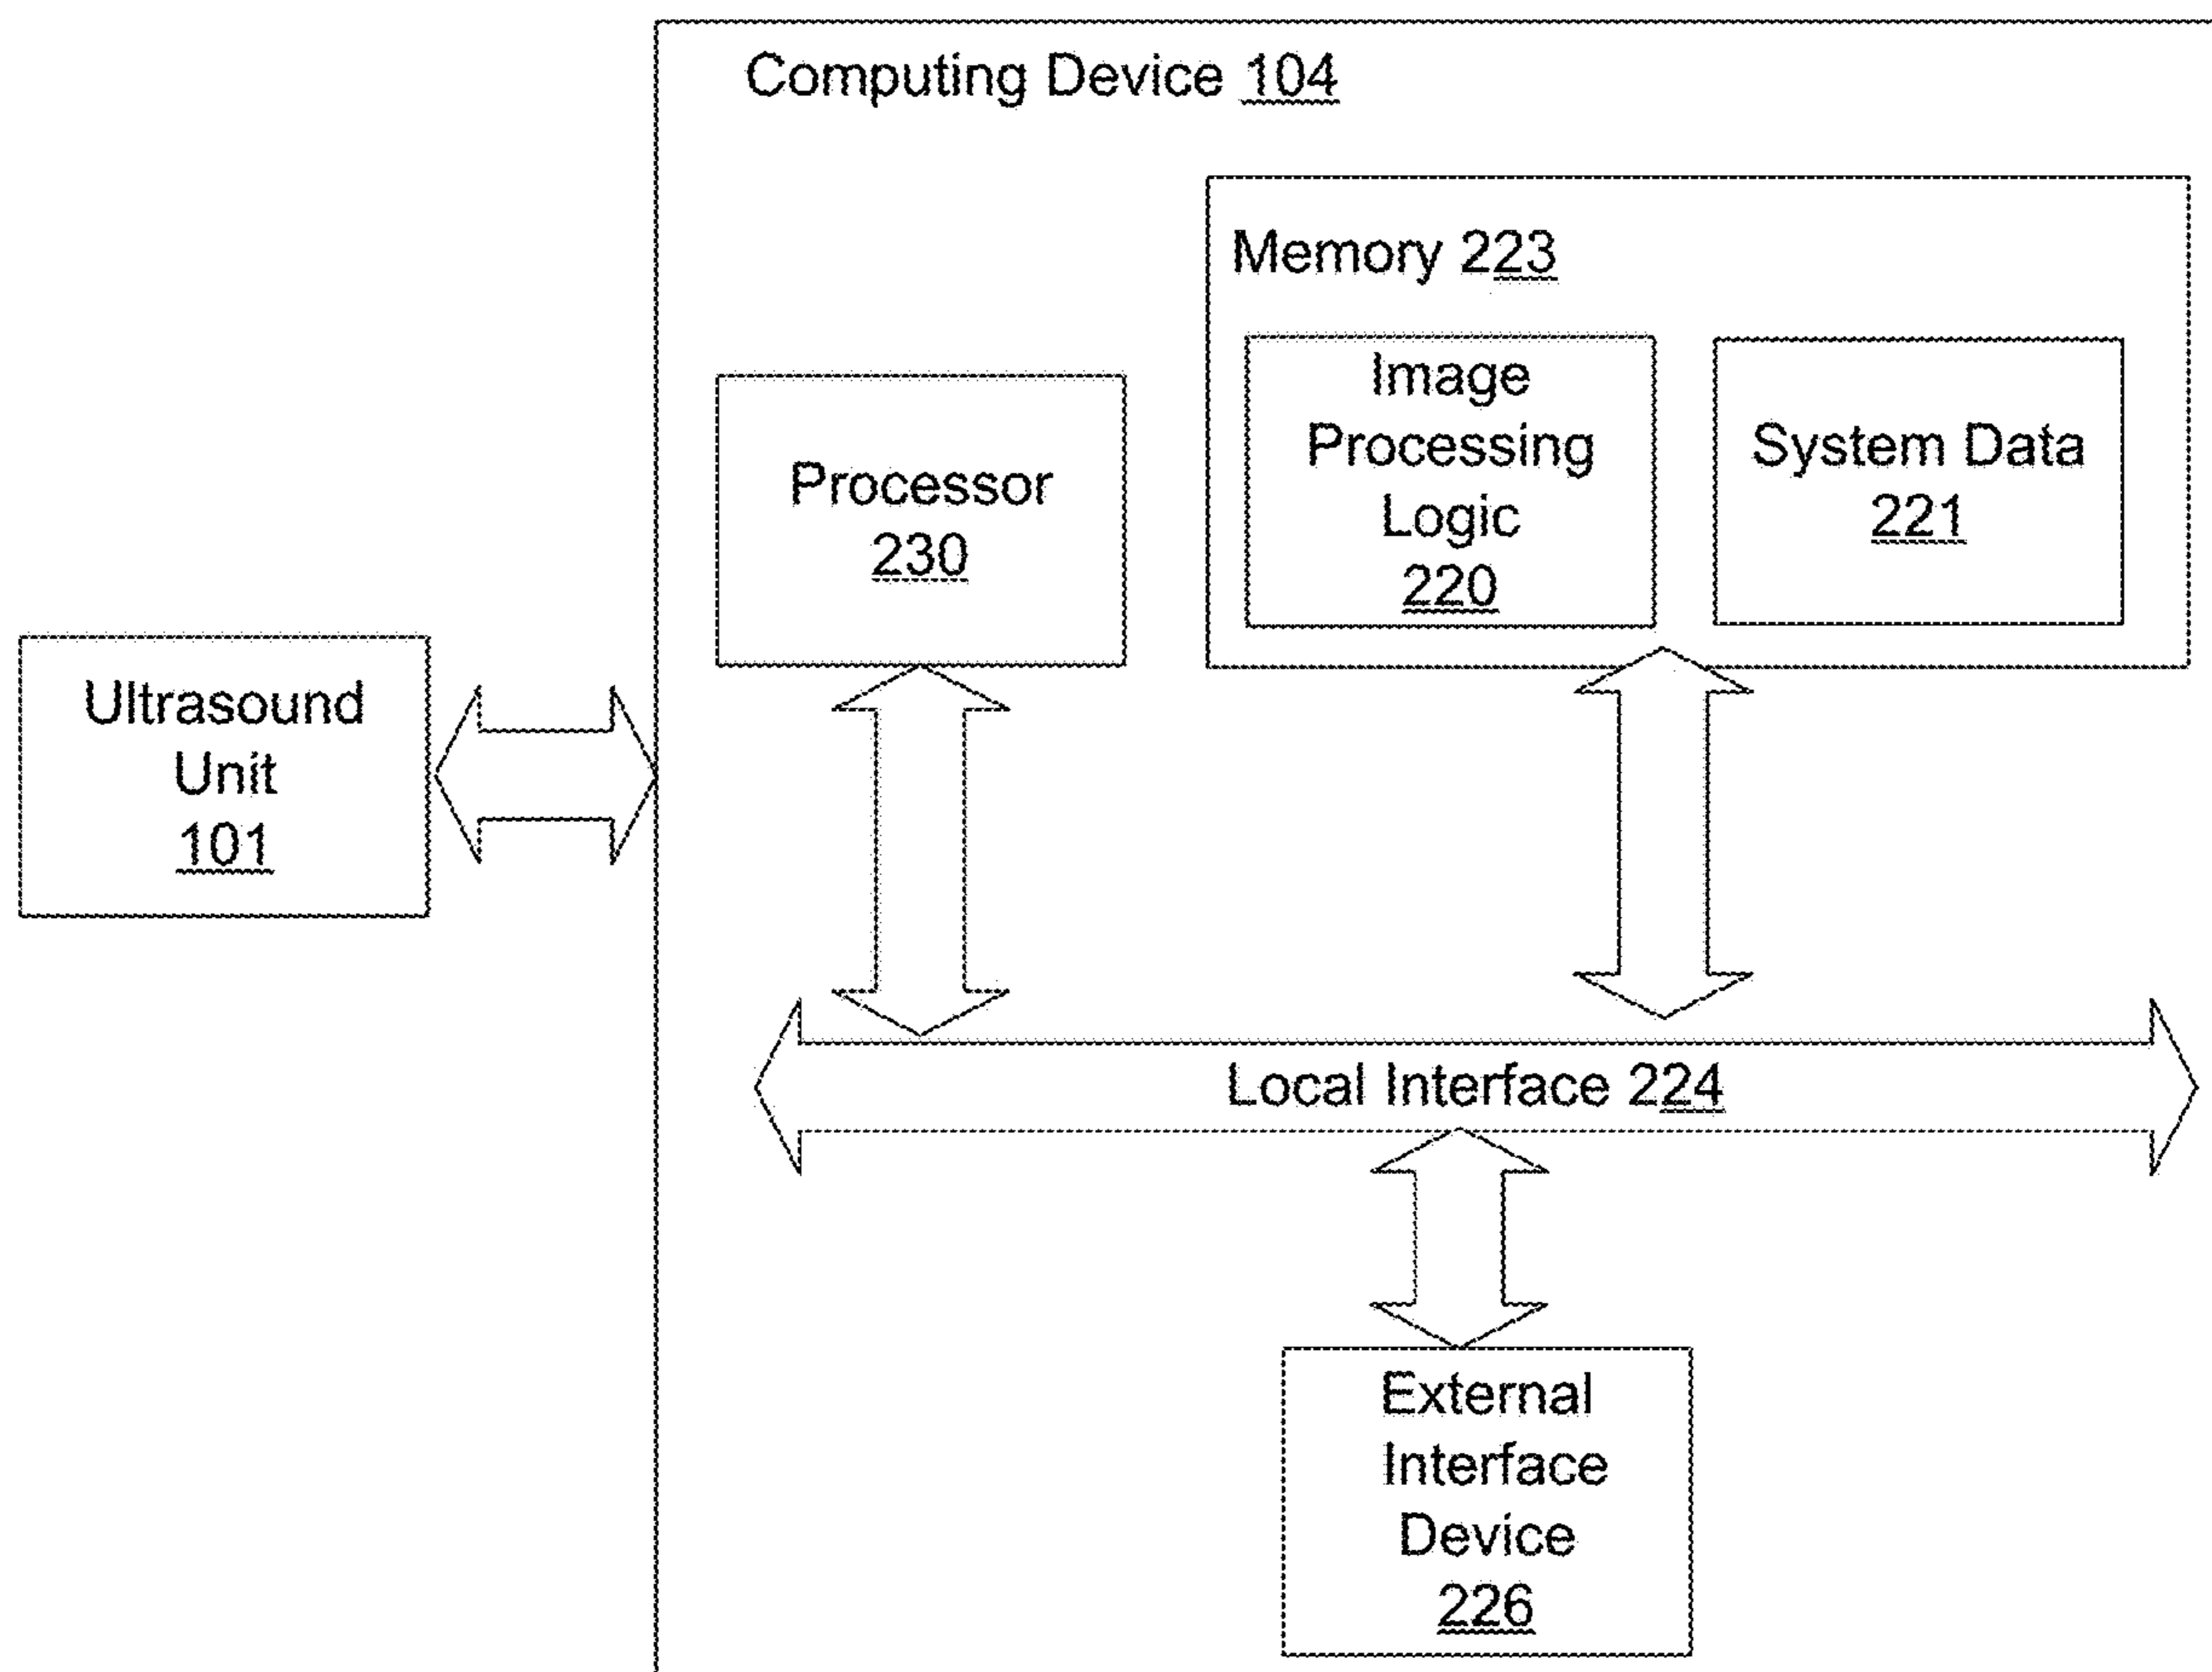 Computing Device 104
Memory 223
Image
Processing
Logic
220
System Data
221
Processor
230
Ultrasound
Unit
101
Local Interface 224
External
Interface
Device
226